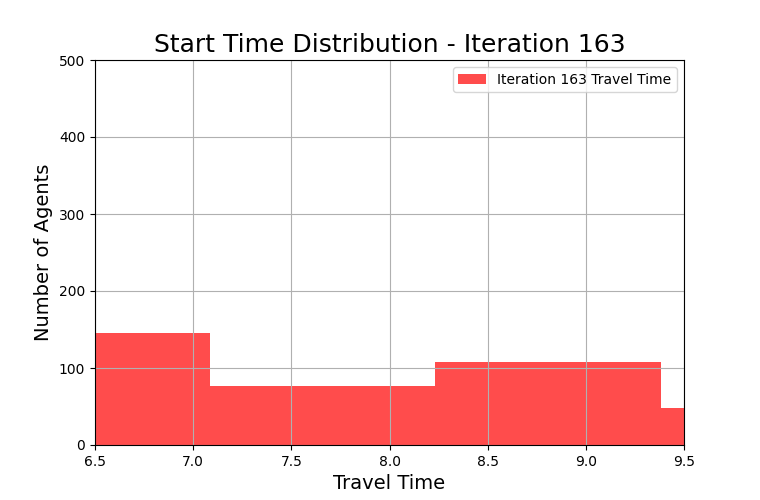 Start Time Distribution - Iteration 163
Iteration 163 Travel Time
Number of Agents
500
400
300
200
100
0
6.5 7.0 7.5 8.0 8.5 9.0 9.5
Travel Time